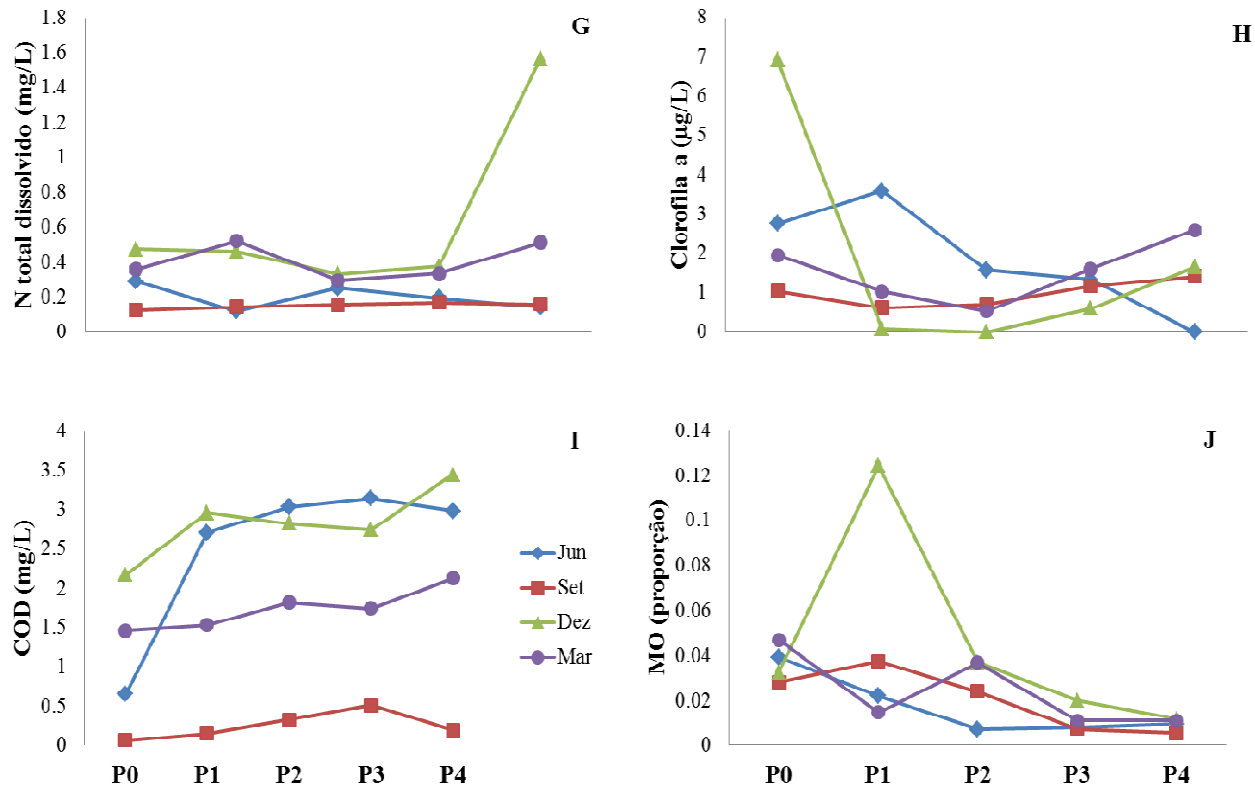 G
N total dissolvido (mg/L)
1.8
1.6
1.4
1.2
1
0.8
0.6
0.4
0.2
0
H
Clorofila a (µg/L)
8
7
6
5
4
3
2
1
0
I
COD (mg/L)
4
3.5
3
2.5
2
1.5
1
0.5
0
P0 P1 P2 P3 P4
Jun
Set
Dez
Mar
J
MO (proporção)
0.14
0.12
0.1
0.08
0.06
0.04
0.02
0
P0 P1 P2 P3 P4